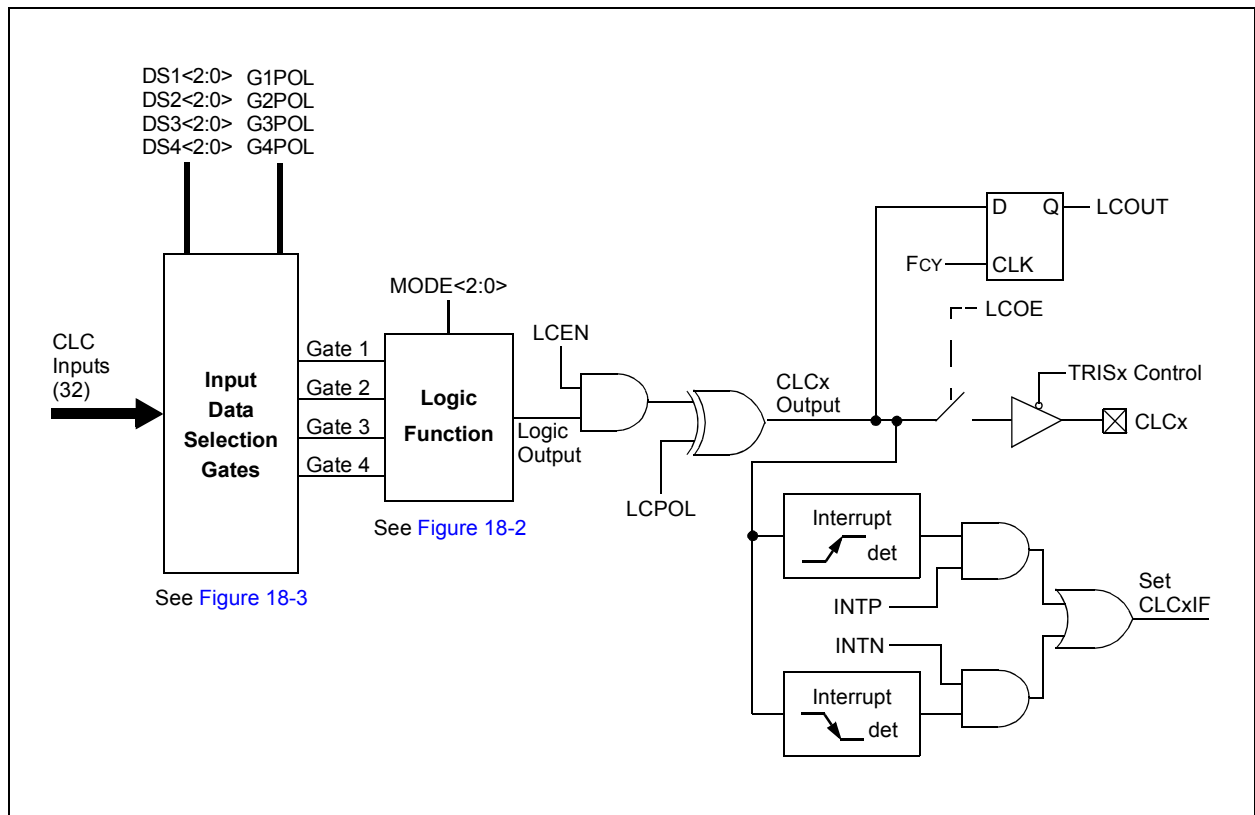 DS1<2:0> G1POL
DS2<2:0> G2POL
DS3<2:0> G3POL
DS4<2:0> G4POL
D Q LCOUT
FCY CLK
MODE<2:0>
LCOE
LCEN
CLC
Inputs
(32)
Input
Data
Selection
Gates
Gate 1
Gate 2
Gate 3
Gate 4
Logic
Function
Logic
Output
CLCx
Output
TRISx Control
CLCx
LCPOL
See Figure 18-2
See Figure 18-3
Interrupt
det
INTP
INTN
Set
CLCxIF
Interrupt
det